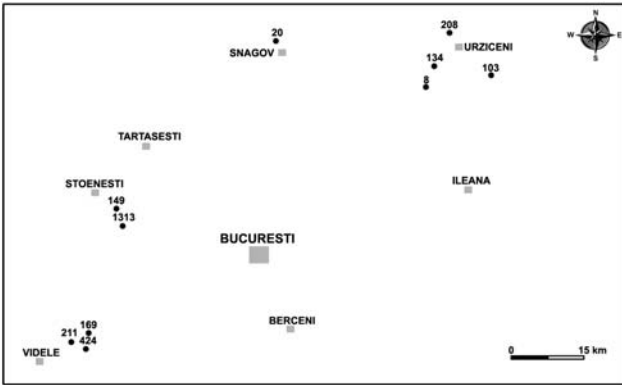 N
W E
S
20
SNAGOV
208
URZICENI
134
103
8
TARTASESTI
STOENESTI
ILEANA
149
1313
BUCURESTI
BERCENI
169
211
424
VIDELE
0 15 km